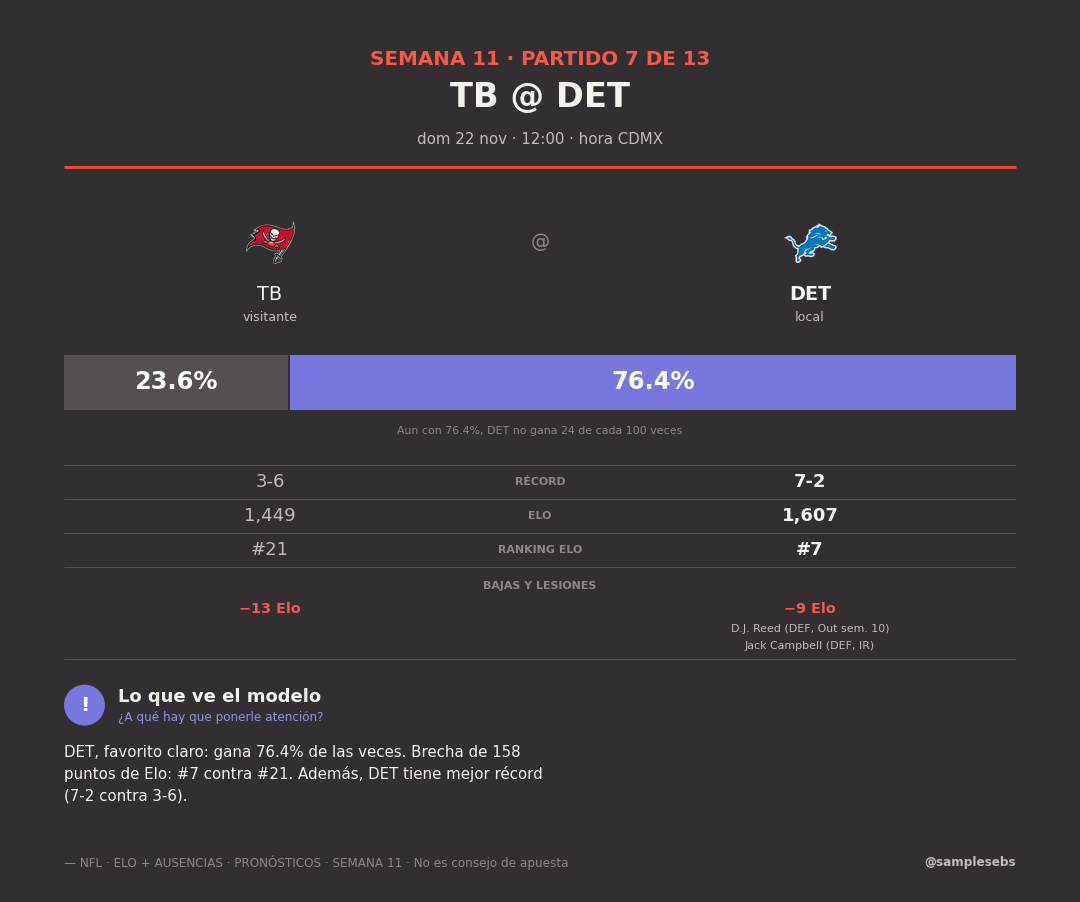 SEMANA 11 · PARTIDO 7 DE 13
TB @ DET
dom 22 nov · 12:00 · hora CDMX
@
TB
DET
visitante
local
23.6%
76.4%
Aun con 76.4%, DET no gana 24 de cada 100 veces
3-6 RÉCORD 7-2
1,449 ELO 1,607
#21 RANKING ELO #7
BAJAS Y LESIONES
−13 Elo
−9 Elo
D.J. Reed (DEF, Out sem. 10)
Jack Campbell (DEF, IR)
!
Lo que ve el modelo
¿A qué hay que ponerle atención?
DET, favorito claro: gana 76.4% de las veces. Brecha de 158
puntos de Elo: #7 contra #21. Además, DET tiene mejor récord
(7-2 contra 3-6).
— NFL · ELO + AUSENCIAS · PRONÓSTICOS · SEMANA 11 · No es consejo de apuesta
@samplesebs